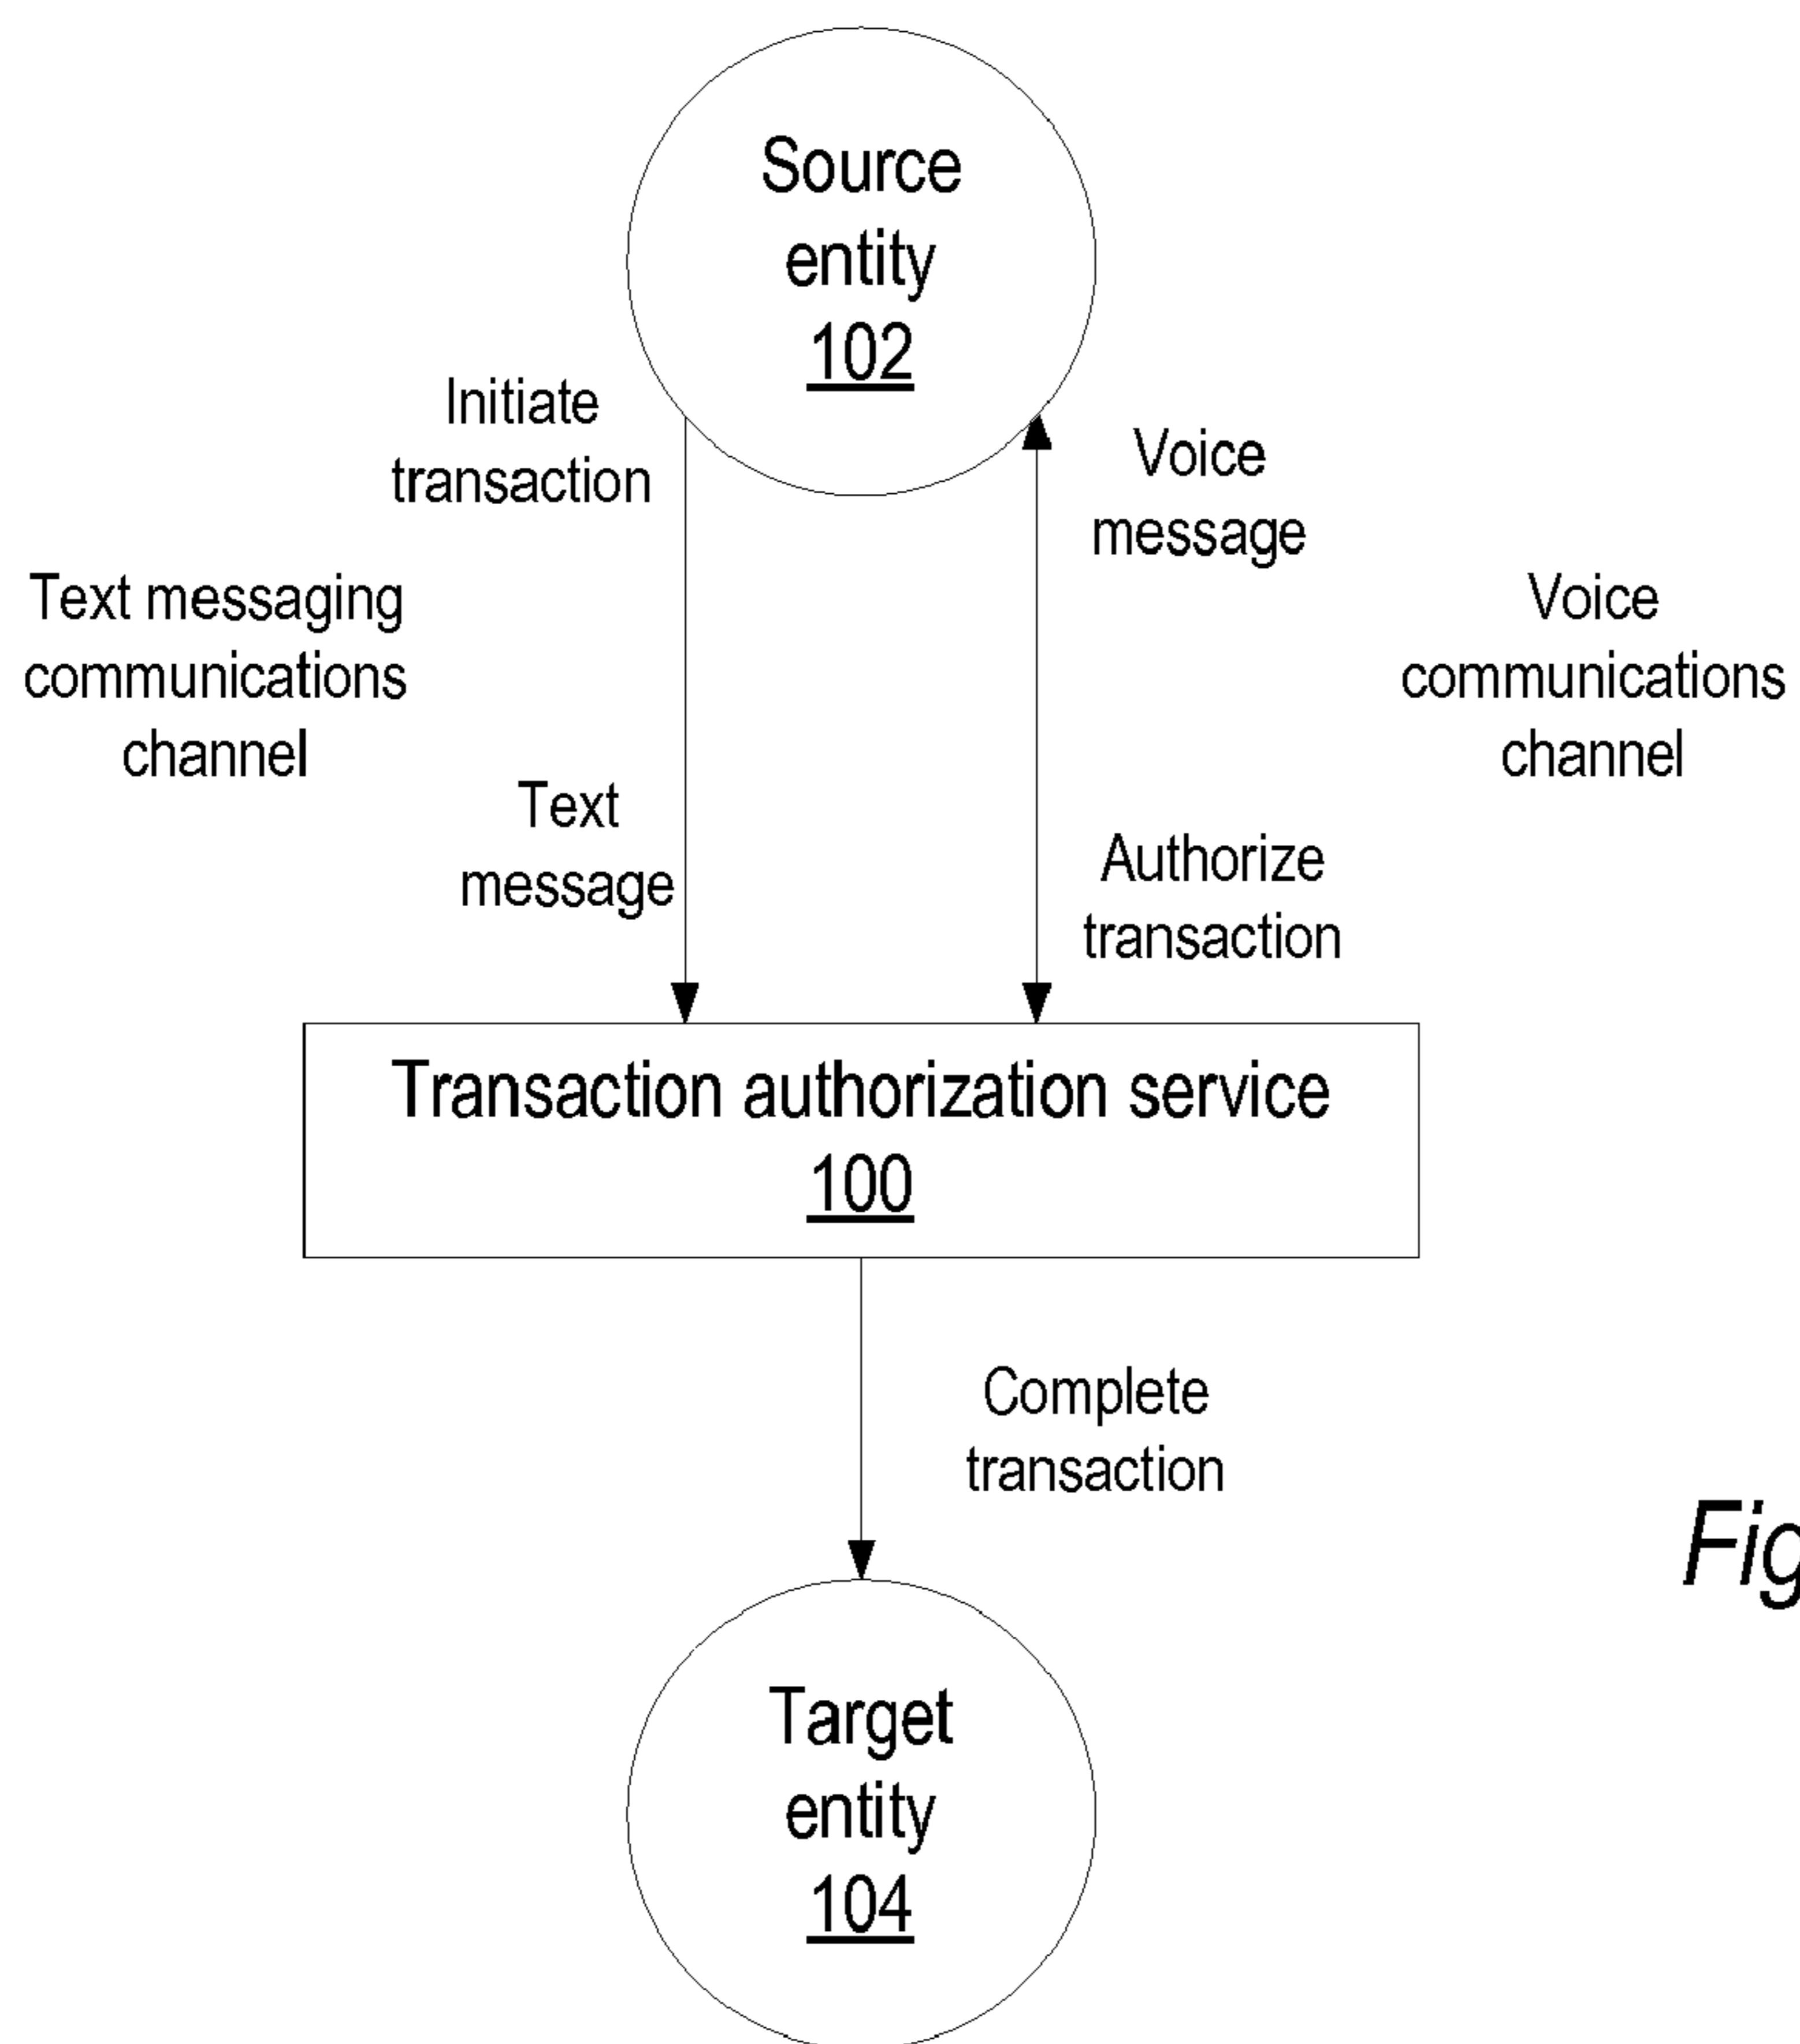 Source
entity
102
Initiate
transaction
Voice
message
Text messaging
communications
channel
Voice
communications
channel
Text
message
Authorize
transaction
Transaction authorization service
100
Complete
transaction
Fig
Target
entity
104